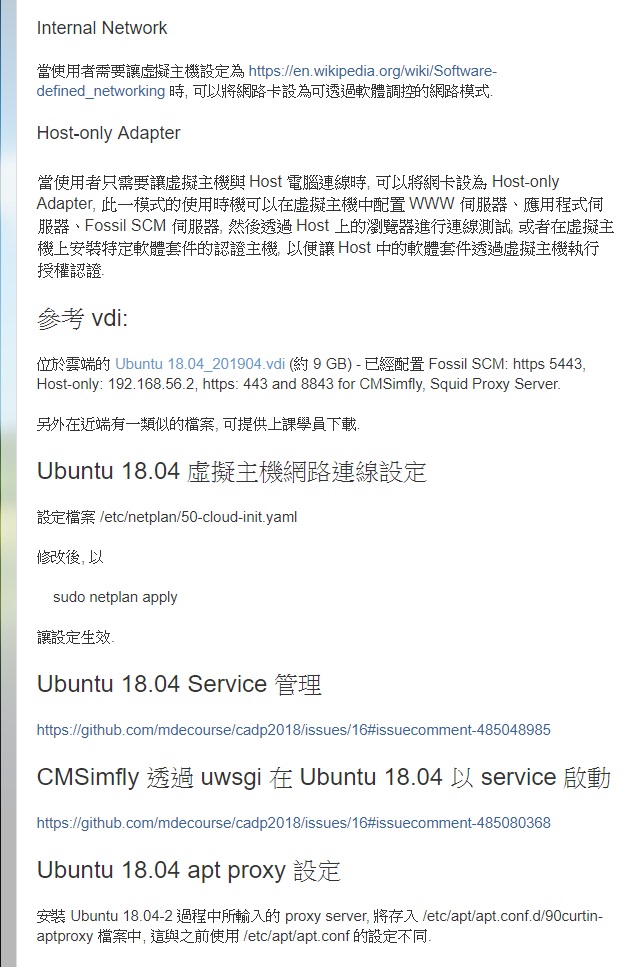 Internal Network
當使用者需要讓虛擬主機設定為 https://en.wikipedia.org/wiki/Software-
defined_networking 時, 可以將網路卡設為可透過軟體調控的網路模式.
Host-only Adapter
當使用者只需要讓虛擬主機與 Host 電腦連線時, 可以將網卡設為 Host-only
Adapter, 此一模式的使用時機可以在虛擬主機中配置 WWW 伺服器、應用程式伺
服器、Fossil SCM 伺服器, 然後透過 Host 上的瀏覽器進行連線測試, 或者在虛擬主
機上安裝特定軟體套件的認證主機, 以便讓 Host 中的軟體套件透過虛擬主機執行
授權認證.
參考 vdi:
位於雲端的 Ubuntu 18.04_201904.vdi (約 9 GB) - 已經配置 Fossil SCM: https 5443,
Host-only: 192.168.56.2, https: 443 and 8843 for CMSimfly, Squid Proxy Server.
另外在近端有一類似的檔案, 可提供上課學員下載.
Ubuntu 18.04 虛擬主機網路連線設定
設定檔案 /etc/netplan/50-cloud-init.yaml
修改後, 以
sudo netplan apply
讓設定生效.
Ubuntu 18.04 Service 管理
https://github.com/mdecourse/cadp2018/issues/16#issuecomment-485048985
CMSimfly 透過 uwsgi 在 Ubuntu 18.04 以 service 啟動
https://github.com/mdecourse/cadp2018/issues/16#issuecomment-485080368
Ubuntu 18.04 apt proxy 設定
安裝 Ubuntu 18.04-2 過程中所輸入的 proxy server, 將存入 /etc/apt/apt.conf.d/90curtin-
aptproxy 檔案中, 這與之前使用 /etc/apt/apt.conf 的設定不同.